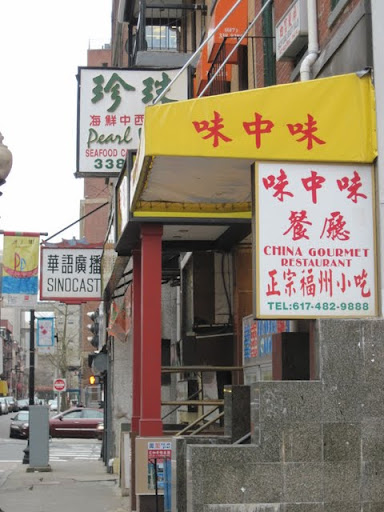 珍珠
海鮮中西
Pearl
SEAFOOD
338
味中味
味中味
餐廳
CHINA GOURMET
RESTAURANT
正宗福州小吃
TEL:617-482-9888
華語廣播
SINOCAST